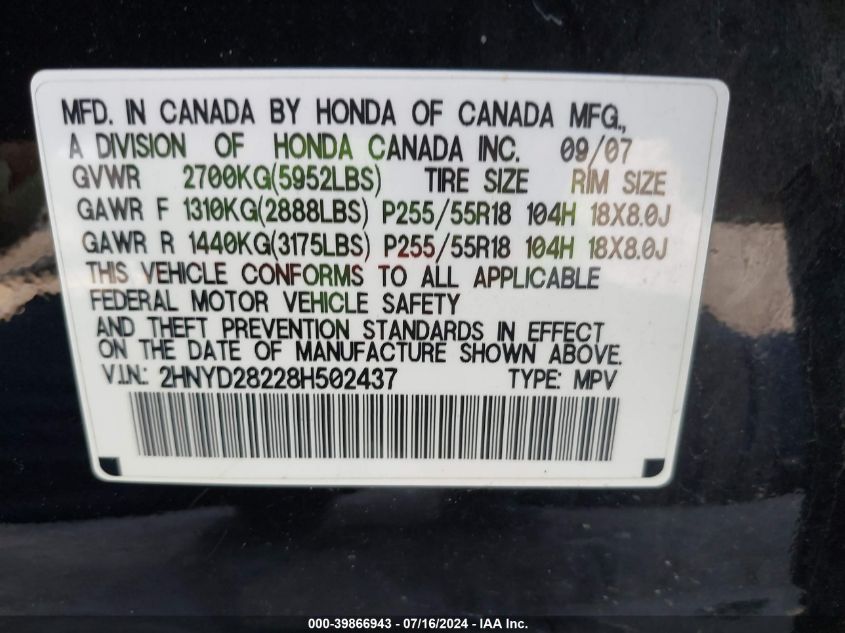 MFD. IN CANADA BY HONDA OF CANADA MFG.,
A DIVISION OF HONDA CANADA INC. 09/07
GVWR 2700KG(5952LBS) TIRE SIZE RIM SIZE
GAWR F 1310KG(2888LBS) P255/55R18 104H 18X8.0J
GAWR R 1440KG(3175LBS) P255/55R18 104H 18X8.0J
THIS VEHICLE CONFORMS TO ALL APPLICABLE
FEDERAL MOTOR VEHICLE SAFETY
AND THEFT PREVENTION STANDARDS IN EFFECT
ON THE DATE OF MANUFACTURE SHOWN ABOVE.
V.I.N.: 2HNYD28228H502437 TYPE: MPV
000-39866943 / 07/16/2024 - IAAI Inc.